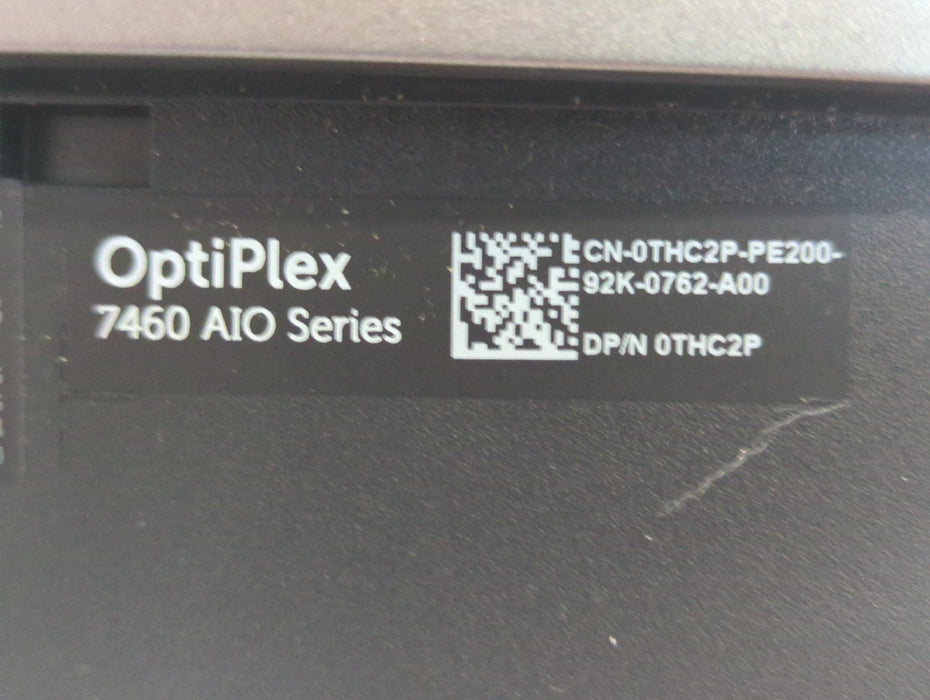 OptiPlex
7460 AIO Series
CN-0THC2P-PE200-
92K-0762-A00
DP/N 0THC2P